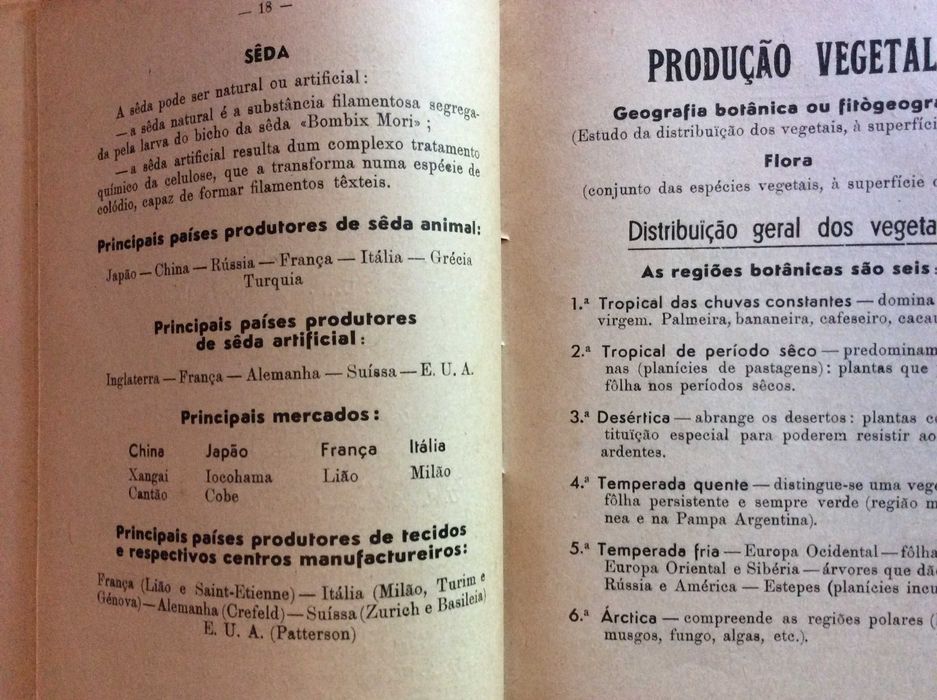 — 18 —
SÊDA
A sêda pode ser natural ou artificial:
— a sêda natural é a substância filamentosa segrega-
da pela larva do bicho da sêda «Bombix Mori»;
— a sêda artificial resulta dum complexo tratamento
químico da celulose, que a transforma numa espécie de
colódio, capaz de formar filamentos têxteis.
Principais países produtores de sêda animal:
Japão — China — Rússia — França — Itália — Grécia
Turquia
Principais países produtores
de sêda artificial:
Inglaterra — França — Alemanha — Suíssa — E. U. A.
Principais mercados:
China Japão França Itália
Xangai Iocohama Lião Milão
Cantão Cobe
Principais países produtores de tecidos
e respectivos centros manufactureiros:
França (Lião e Saint-Etienne) — Itália (Milão, Turim e
Génova) — Alemanha (Crefeld) — Suíssa (Zurich e Basileia)
E. U. A. (Patterson)
PRODUÇÃO VEGETAL
Geografia botânica ou fitògeogra
(Estudo da distribuïção dos vegetais, à superfíci
Flora
(conjunto das espécies vegetais, à superfície
Distribuïção geral dos vegeta
As regiões botânicas são seis:
1.ª Tropical das chuvas constantes — domina
virgem. Palmeira, bananeira, cafeseiro, cacau
2.ª Tropical de período sêco — predominam
nas (planícies de pastagens): plantas que
fôlha nos períodos sêcos.
3.ª Desértica — abrange os desertos: plantas c
tituïção especial para poderem resistir ao
ardentes.
4.ª Temperada quente — distingue-se uma vege
fôlha persistente e sempre verde (região m
nea e na Pampa Argentina).
5.ª Temperada fria — Europa Ocidental — fôlha
Europa Oriental e Sibéria — árvores que dã
Rússia e América — Estepes (planícies incu
6.ª Árctica — compreende as regiões polares (
musgos, fungo, algas, etc.).